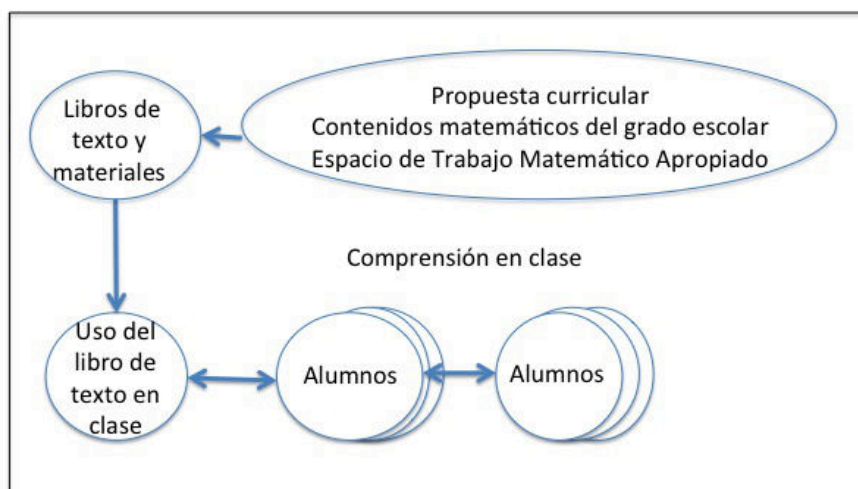 Libros de
texto y
materiales
Propuesta curricular
Contenidos matemáticos del grado escolar
Espacio de Trabajo Matemático Apropiado
Comprensión en clase
Uso del
libro de
texto en
clase
Alumnos
Alumnos